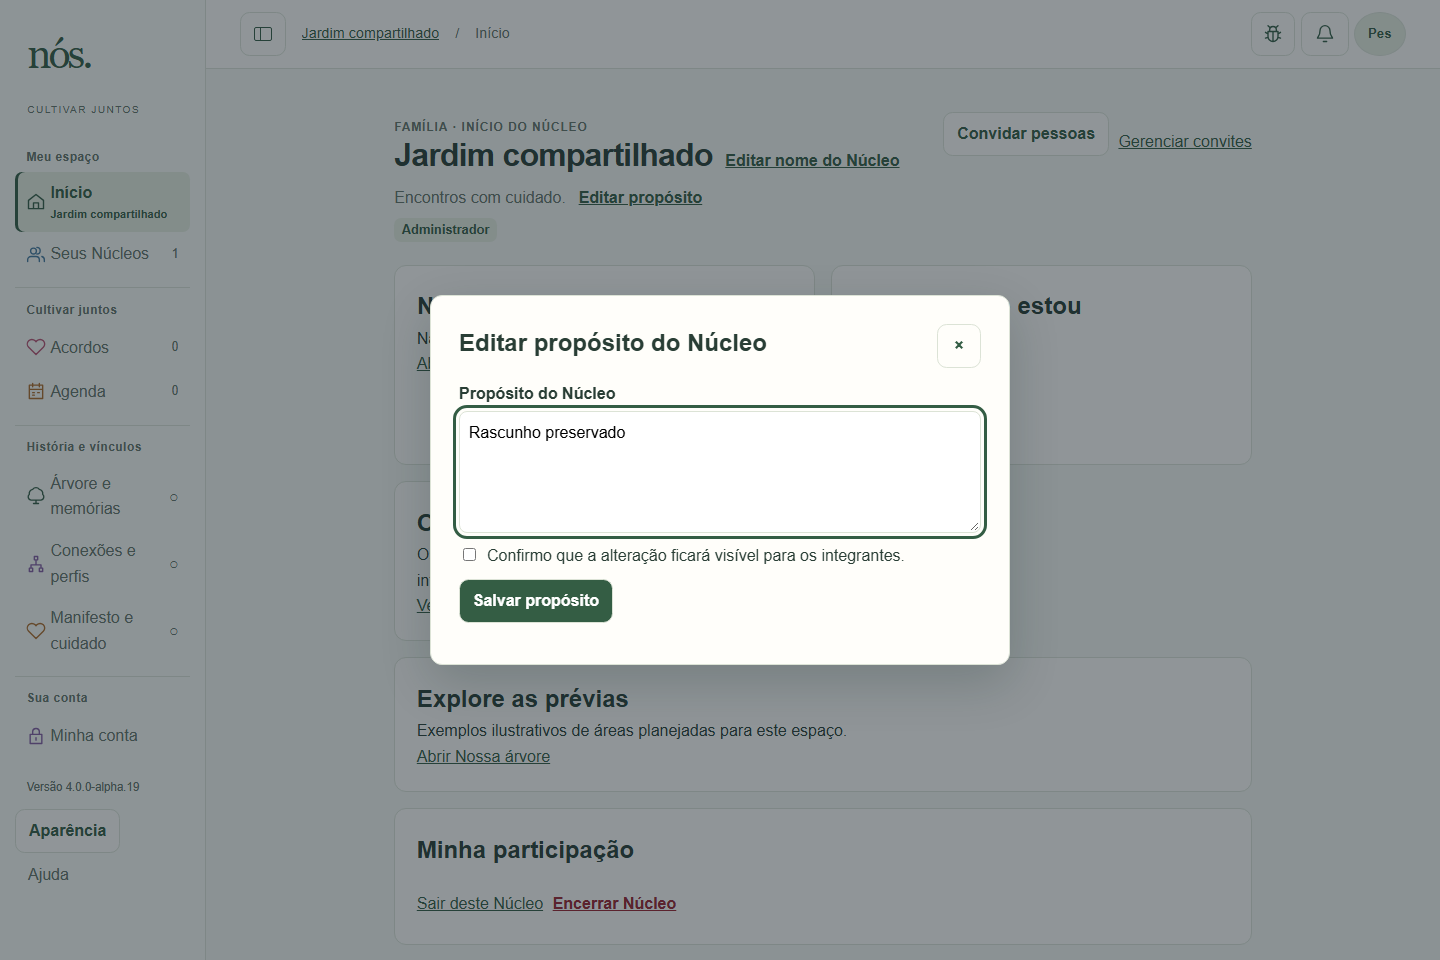 nós.
CULTIVAR JUNTOS
Meu espaço
Início
Jardim compartilhado
Seus Núcleos 1
Cultivar juntos
Acordos 0
Agenda 0
História e vínculos
Árvore e
memórias
Conexões e
perfis
Manifesto e
cuidado
Sua conta
Minha conta
Versão 4.0.0-alpha.19
Aparência
Ajuda
Jardim compartilhado / Início
Pes
FAMÍLIA · INÍCIO DO NÚCLEO
Jardim compartilhado Editar nome do Núcleo
Convidar pessoas Gerenciar convites
Encontros com cuidado. Editar propósito
Administrador
estou
Editar propósito do Núcleo
×
Propósito do Núcleo
Rascunho preservado
Confirmo que a alteração ficará visível para os integrantes.
Salvar propósito
Explore as prévias
Exemplos ilustrativos de áreas planejadas para este espaço.
Abrir Nossa árvore
Minha participação
Sair deste Núcleo Encerrar Núcleo